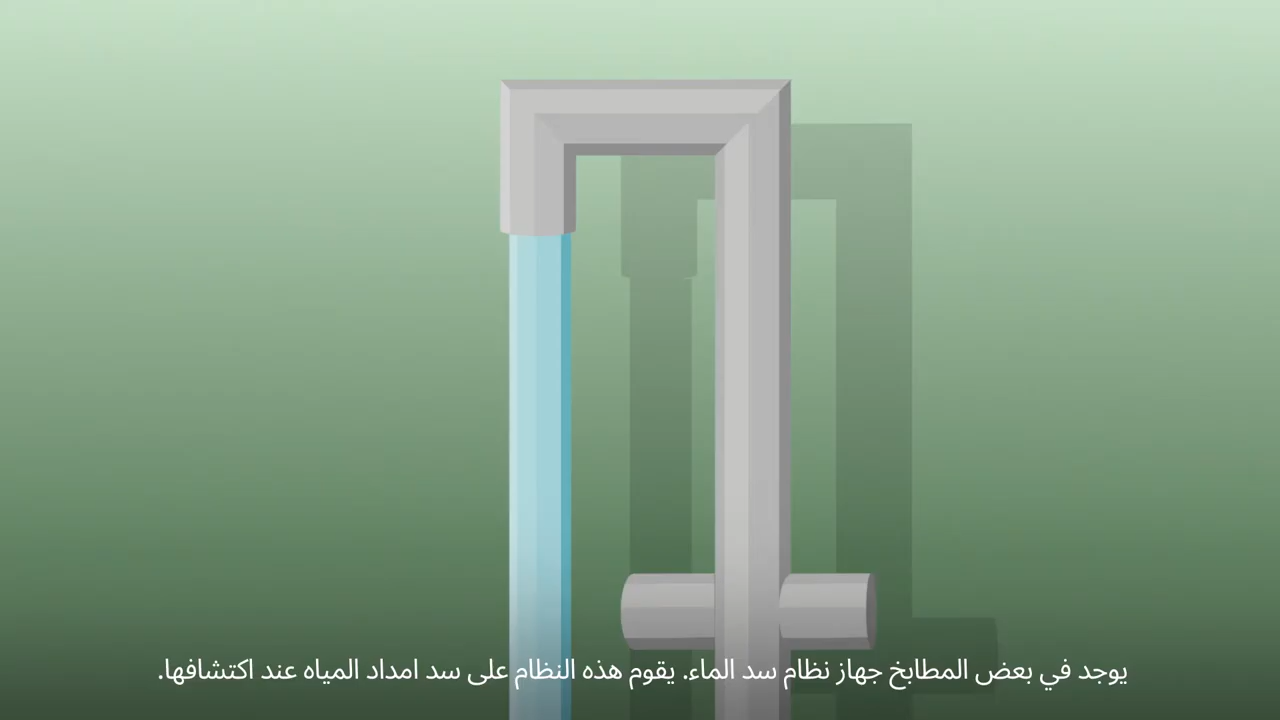 يوجد في بعض المطابخ جهاز نظام سد الماء. يقوم هذه النظام على سد امداد المياه عند اكتشافها.